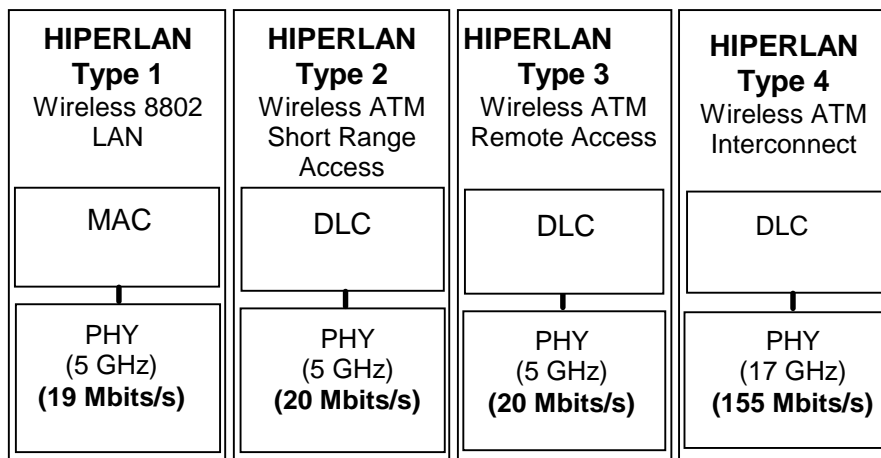 HIPERLAN
Type 1
Wireless 8802
LAN
MAC
PHY
(5 GHz)
(19 Mbits/s)
HIPERLAN
Type 2
Wireless ATM
Short Range
Access
DLC
PHY
(5 GHz)
(20 Mbits/s)
HIPERLAN
Type 3
Wireless ATM
Remote Access
DLC
PHY
(5 GHz)
(20 Mbits/s)
HIPERLAN
Type 4
Wireless ATM
Interconnect
DLC
PHY
(17 GHz)
(155 Mbits/s)